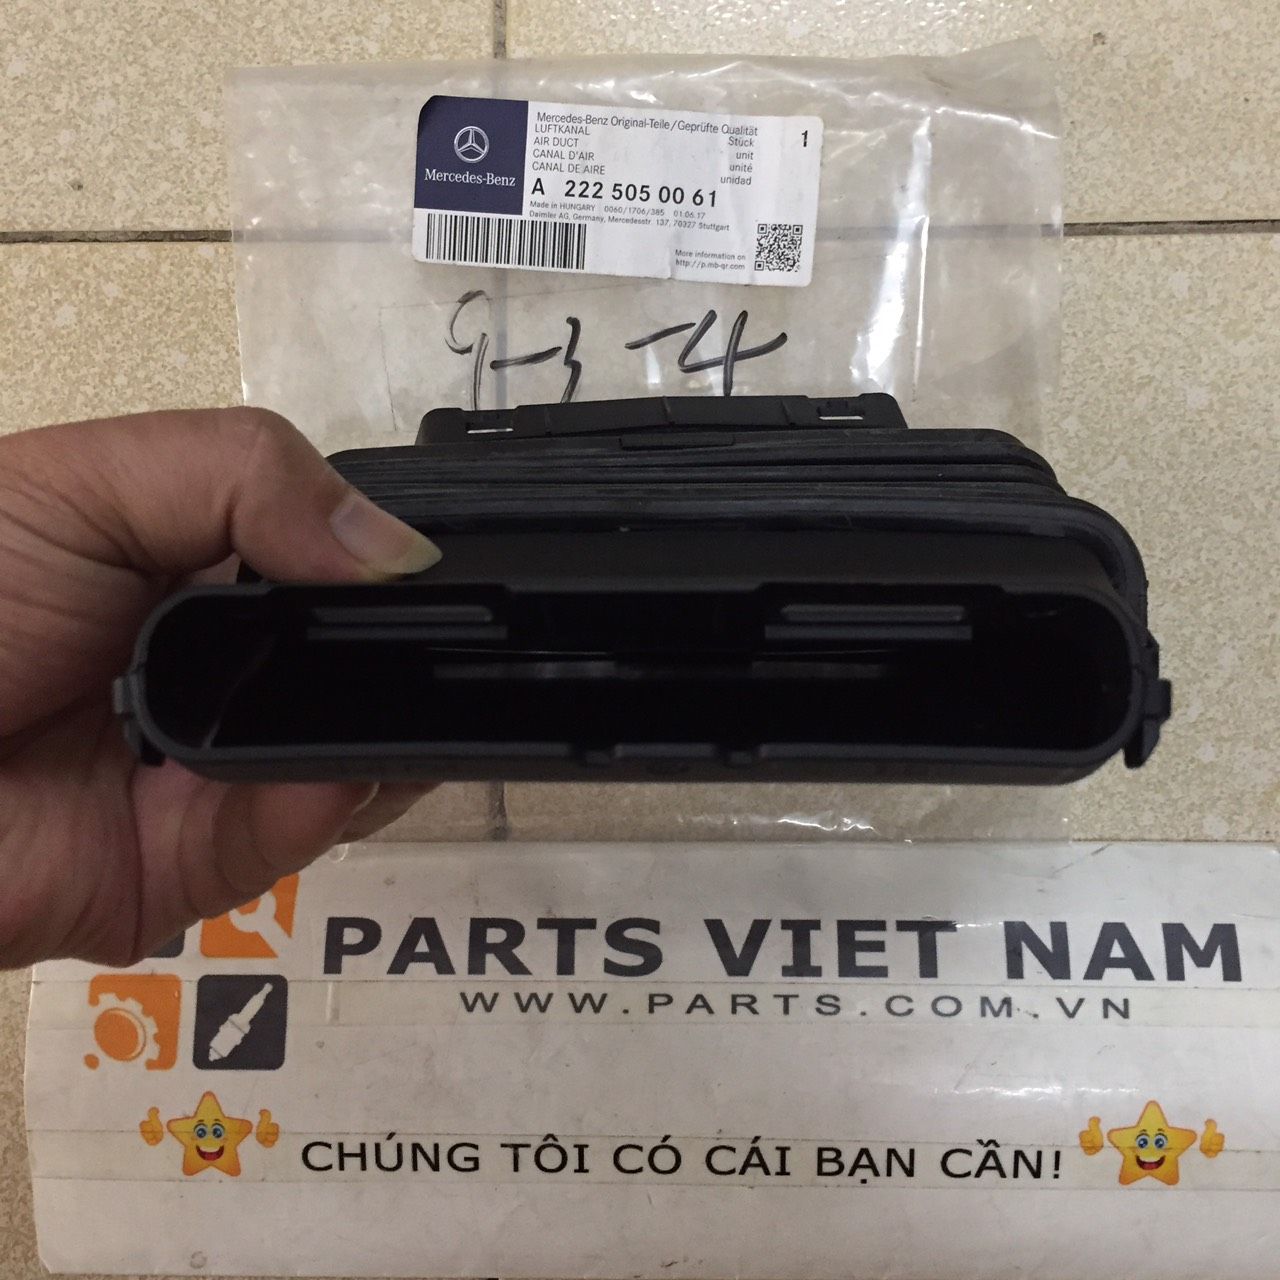 Mercedes-Benz Original-Teile/Geprüfte Qualität
LUFTKANAL Stück
AIR DUCT unit
CANAL D'AIR unité
CANAL DE AIRE unidad
1
Mercedes-Benz
A 222 505 00 61
Made in HUNGARY 0060/1706/385 01.06.17
Daimler AG, Germany, Mercedesstr. 137, 70327 Stuttgart
More information on
http://p.mb-qr.com
9-3-4
PARTS VIET NAM
WWW.PARTS.COM.VN
CHÚNG TÔI CÓ CÁI BẠN CẦN!